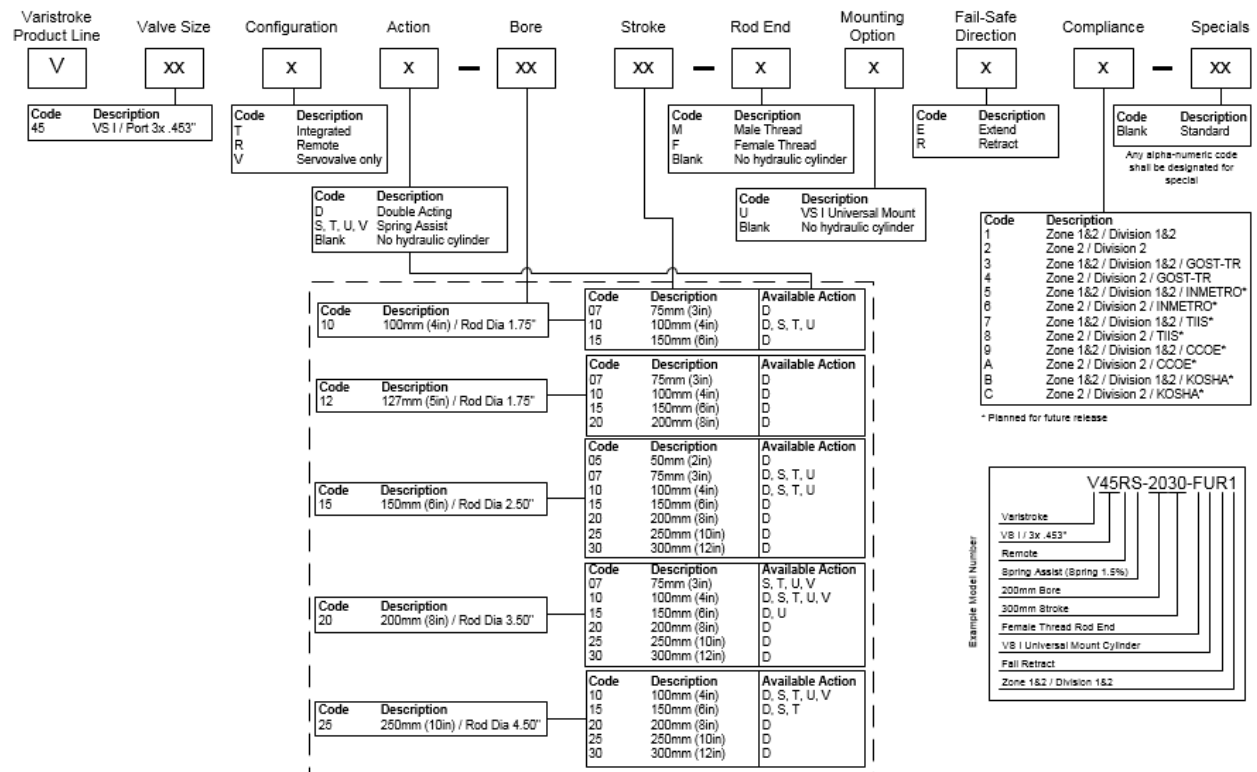 Varistroke Product Line
Valve Size
Configuration
Action
Bore
Stroke
Rod End
Mounting Option
Fail-Safe Direction
Compliance
Specials
V
XX
X
X
XX
XX
X
X
X
X
XX
Code Description
45 VS I / Port 3x .453"
Code Description
T Integrated
R Remote
V Servovalve only
Code Description
M Male Thread
F Female Thread
Blank No hydraulic cylinder
Code Description
E Extend
R Retract
Code Description
Blank Standard
Any alpha-numeric code
shall be designated for
special
Code Description
D Double Acting
S, T, U, V Spring Assist
Blank No hydraulic cylinder
Code Description
U VS I Universal Mount
Blank No hydraulic cylinder
Code Description
1 Zone 1&2 / Division 1&2
2 Zone 2 / Division 2
3 Zone 1&2 / Division 1&2 / GOST-TR
4 Zone 2 / Division 2 / GOST-TR
5 Zone 1&2 / Division 1&2 / INMETRO*
6 Zone 2 / Division 2 / INMETRO*
7 Zone 1&2 / Division 1&2 / TIIS*
8 Zone 2 / Division 2 / TIIS*
9 Zone 1&2 / Division 1&2 / CCOE*
A Zone 2 / Division 2 / CCOE*
B Zone 1&2 / Division 1&2 / KOSHA*
C Zone 2 / Division 2 / KOSHA*
* Planned for future release
Code Description
10 100mm (4in) / Rod Dia 1.75"
Code Description Available Action
07 75mm (3in) D
10 100mm (4in) D, S, T, U
15 150mm (6in) D
Code Description
12 127mm (5in) / Rod Dia 1.75"
Code Description Available Action
07 75mm (3in) D
10 100mm (4in) D
15 150mm (6in) D
20 200mm (8in) D
Code Description
15 150mm (6in) / Rod Dia 2.50"
Code Description Available Action
05 50mm (2in) D
07 75mm (3in) D, S, T, U
10 100mm (4in) D, S, T, U
15 150mm (6in) D
20 200mm (8in) D
25 250mm (10in) D
30 300mm (12in) D
Code Description
20 200mm (8in) / Rod Dia 3.50"
Code Description Available Action
07 75mm (3in) S, T, U, V
10 100mm (4in) D, S, T, U, V
15 150mm (6in) D, U
20 200mm (8in) D
25 250mm (10in) D
30 300mm (12in) D
Code Description
25 250mm (10in) / Rod Dia 4.50"
Code Description Available Action
10 100mm (4in) D, S, T, U, V
15 150mm (6in) D, S, T
20 200mm (8in) D
25 250mm (10in) D
30 300mm (12in) D
Example Model Number
V45RS-2030-FUR1
Varistroke
VS I / 3x .453"
Remote
Spring Assist (Spring 1.5%)
200mm Bore
300mm Stroke
Female Thread Rod End
VS I Universal Mount Cylinder
Fail Retract
Zone 1&2 / Division 1&2